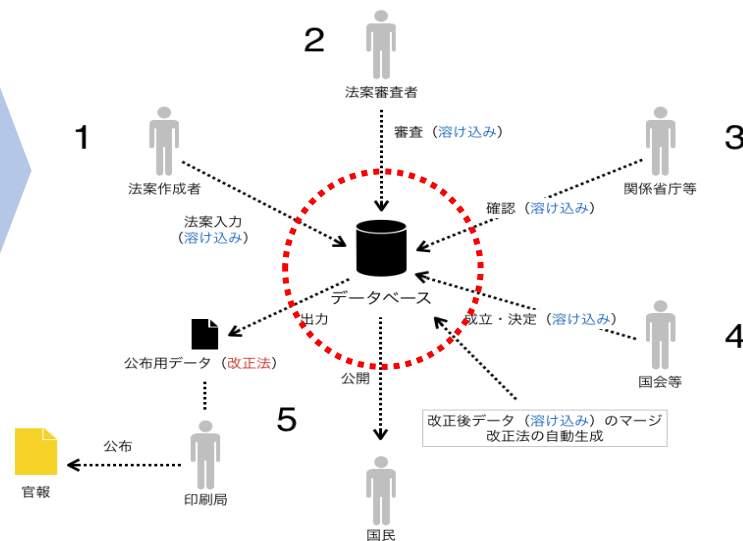 2
法案審査者
審査（溶け込み）
1
法案作成者
法案入力
（溶け込み）
3
関係省庁等
確認（溶け込み）
データベース
出力
成立・決定（溶け込み）
4
国会等
公布用データ（改正法）
公開
改正後データ（溶け込み）のマージ
改正法の自動生成
5
公布
官報
印刷局
国民